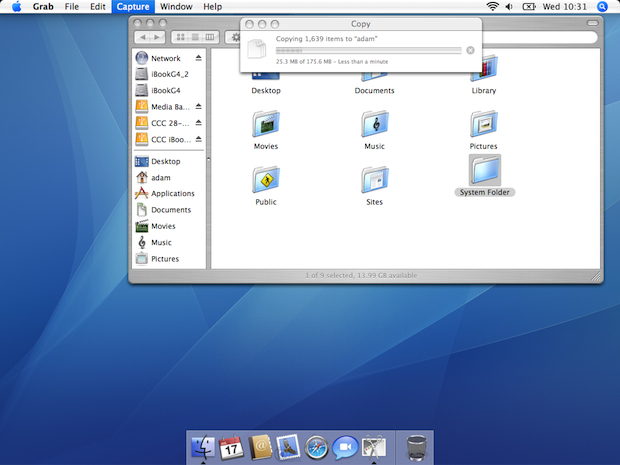 Grab File Edit Capture Window Help Wed 10:31
Copy
Copying 1,639 items to “adam”
25.3 MB of 175.6 MB – Less than a minute
Network
iBookG4_2
iBookG4
Media Ba...
CCC 28-...
CCC iBoo...
Desktop
adam
Applications
Documents
Movies
Music
Pictures
Desktop Documents Library
Movies Music Pictures
Public Sites System Folder
1 of 9 selected, 13.99 GB available
17